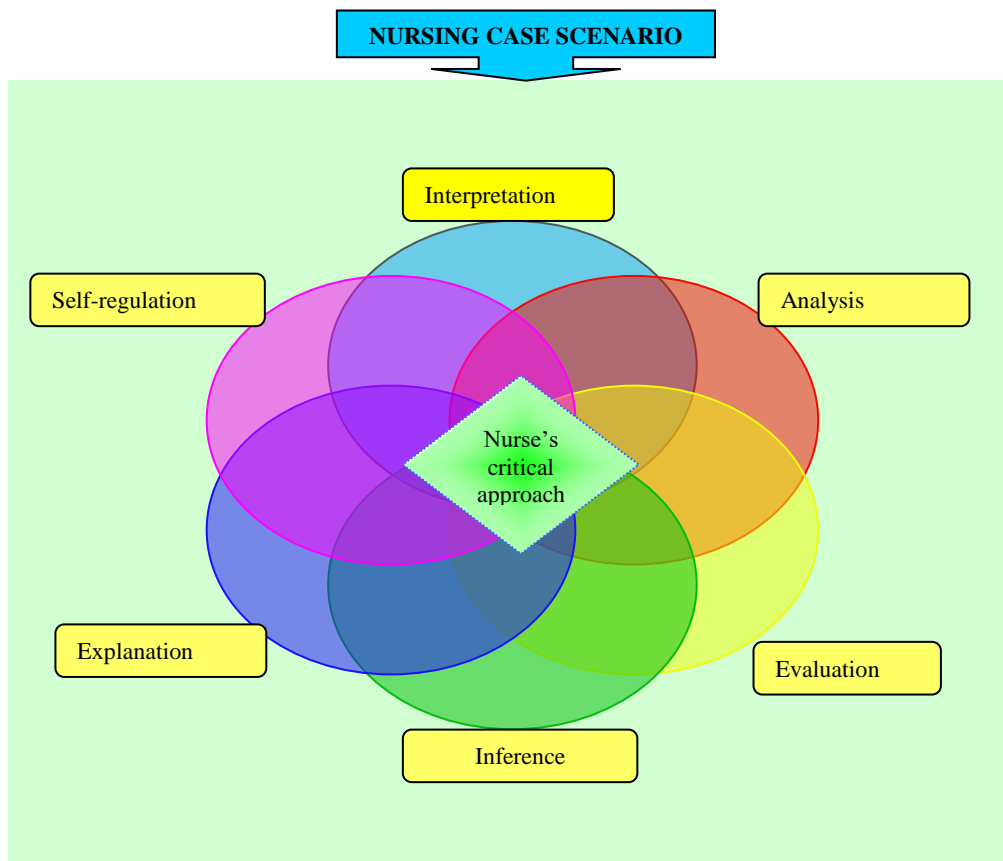 NURSING CASE SCENARIO
Interpretation
Self-regulation
Analysis
Nurse’s
critical
approach
Explanation
Evaluation
Inference